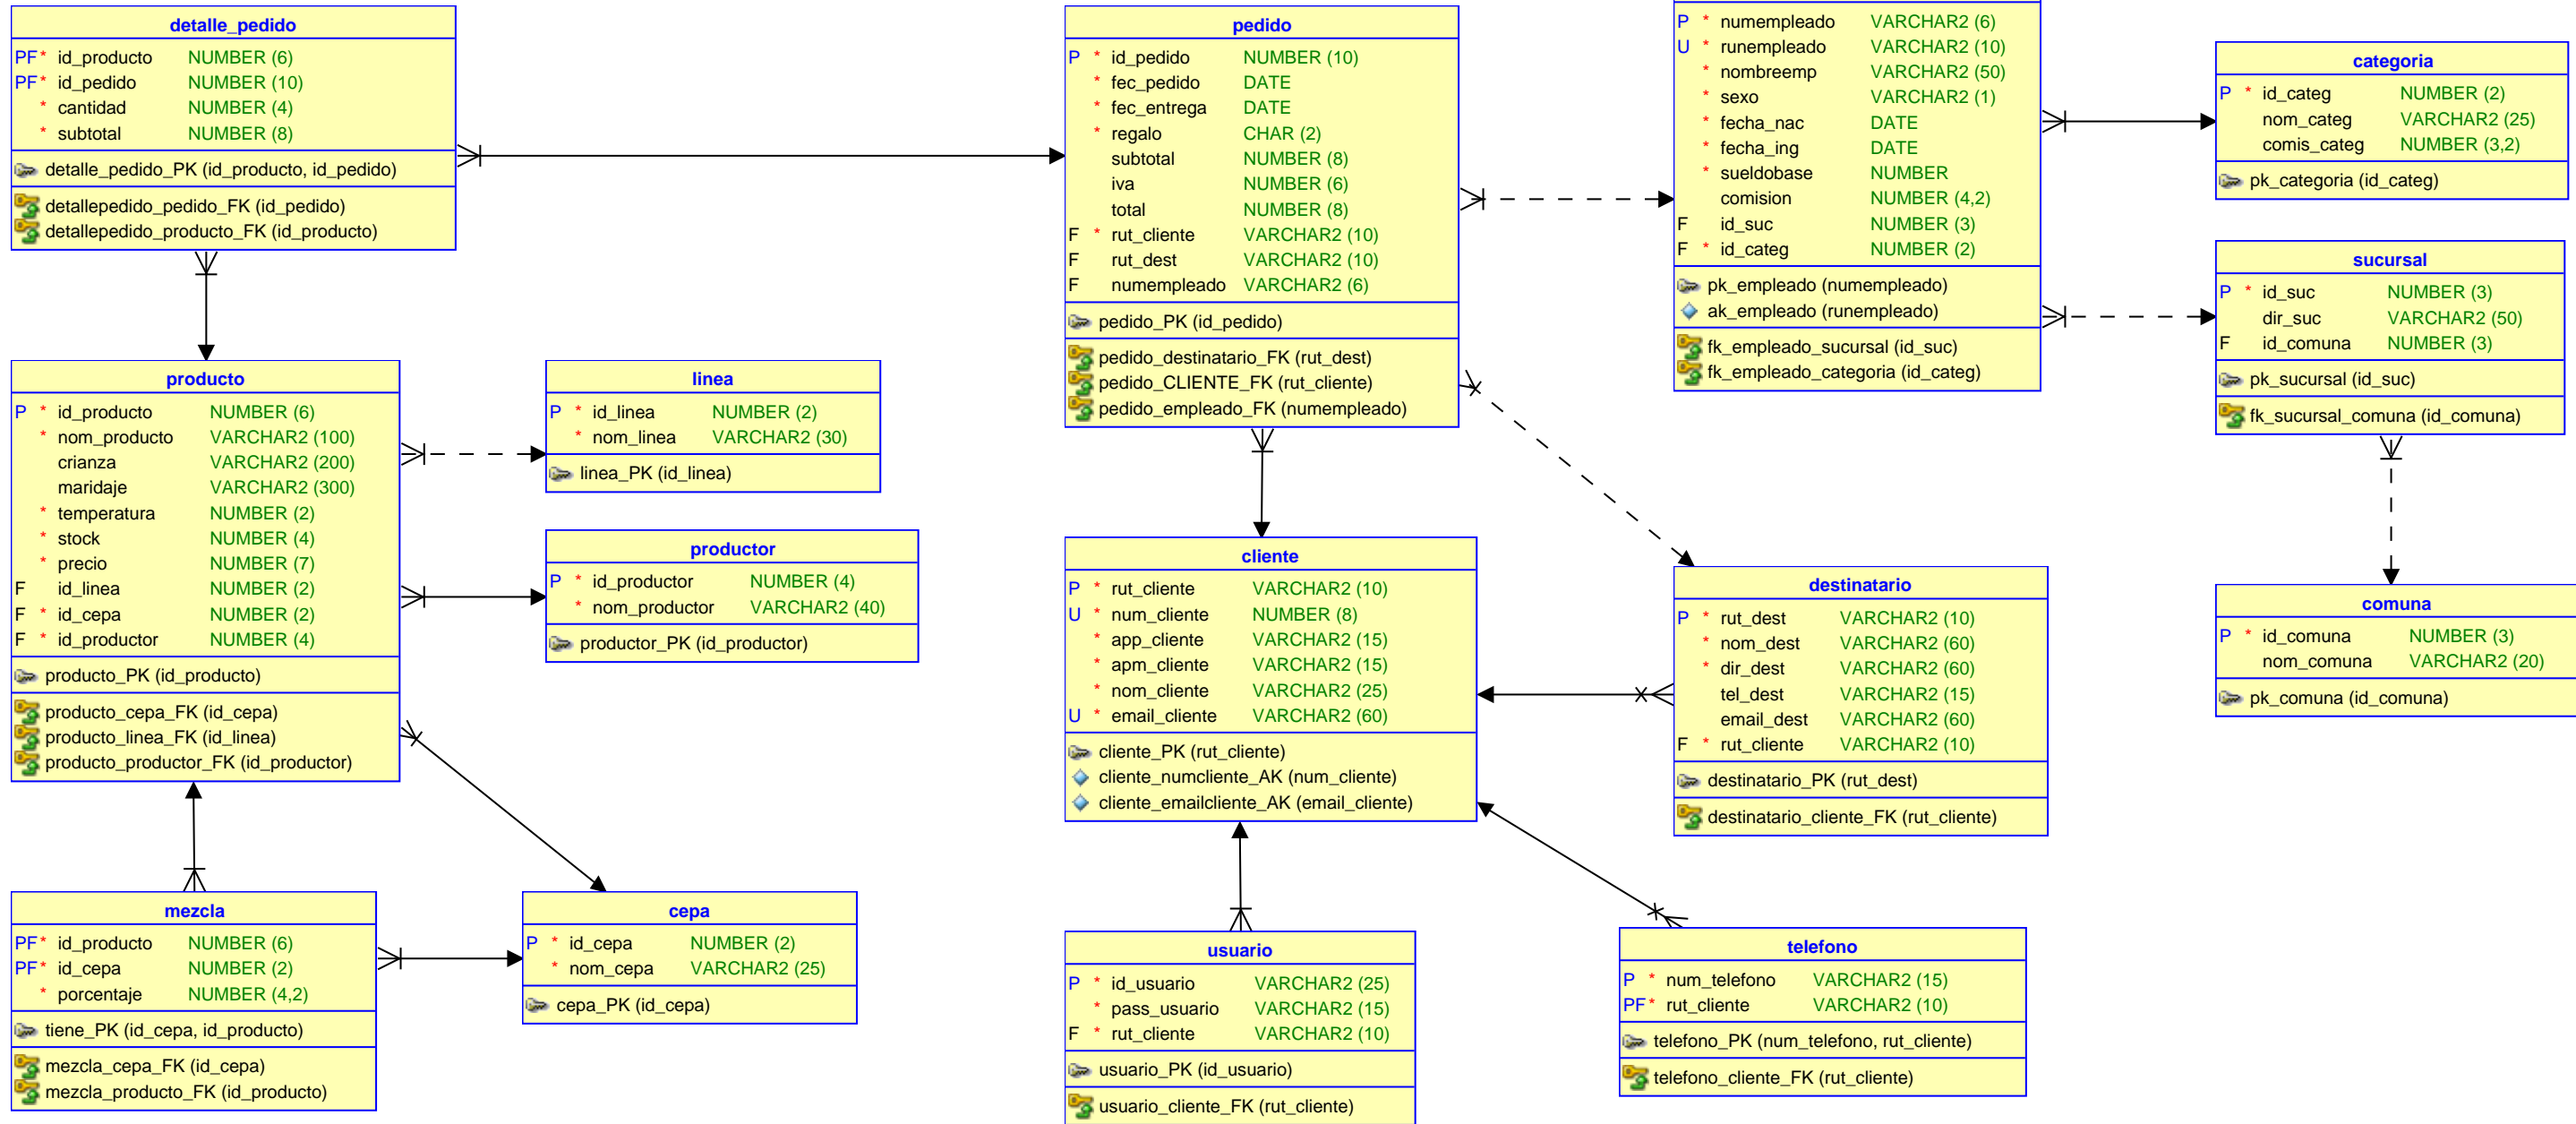 detalle_pedido
PF * id_producto NUMBER (6)
PF * id_pedido NUMBER (10)
* cantidad NUMBER (4)
* subtotal NUMBER (8)
detalle_pedido_PK (id_producto, id_pedido)
detallepedido_pedido_FK (id_pedido)
detallepedido_producto_FK (id_producto)
pedido
P * id_pedido NUMBER (10)
* fec_pedido DATE
* fec_entrega DATE
* regalo CHAR (2)
subtotal NUMBER (8)
iva NUMBER (6)
total NUMBER (8)
F * rut_cliente VARCHAR2 (10)
F rut_dest VARCHAR2 (10)
F numempleado VARCHAR2 (6)
pedido_PK (id_pedido)
pedido_destinatario_FK (rut_dest)
pedido_CLIENTE_FK (rut_cliente)
pedido_empleado_FK (numempleado)
P * numempleado VARCHAR2 (6)
U * runempleado VARCHAR2 (10)
* nombreemp VARCHAR2 (50)
* sexo VARCHAR2 (1)
* fecha_nac DATE
* fecha_ing DATE
* sueldobase NUMBER
comision NUMBER (4,2)
F id_suc NUMBER (3)
F * id_categ NUMBER (2)
pk_empleado (numempleado)
ak_empleado (runempleado)
fk_empleado_sucursal (id_suc)
fk_empleado_categoria (id_categ)
categoria
P * id_categ NUMBER (2)
nom_categ VARCHAR2 (25)
comis_categ NUMBER (3,2)
pk_categoria (id_categ)
sucursal
P * id_suc NUMBER (3)
dir_suc VARCHAR2 (50)
F id_comuna NUMBER (3)
pk_sucursal (id_suc)
fk_sucursal_comuna (id_comuna)
producto
P * id_producto NUMBER (6)
* nom_producto VARCHAR2 (100)
crianza VARCHAR2 (200)
maridaje VARCHAR2 (300)
* temperatura NUMBER (2)
* stock NUMBER (4)
* precio NUMBER (7)
F id_linea NUMBER (2)
F * id_cepa NUMBER (2)
F * id_productor NUMBER (4)
producto_PK (id_producto)
producto_cepa_FK (id_cepa)
producto_linea_FK (id_linea)
producto_productor_FK (id_productor)
linea
P * id_linea NUMBER (2)
* nom_linea VARCHAR2 (30)
linea_PK (id_linea)
productor
P * id_productor NUMBER (4)
* nom_productor VARCHAR2 (40)
productor_PK (id_productor)
cliente
P * rut_cliente VARCHAR2 (10)
U * num_cliente NUMBER (8)
* app_cliente VARCHAR2 (15)
* apm_cliente VARCHAR2 (15)
* nom_cliente VARCHAR2 (25)
U * email_cliente VARCHAR2 (60)
cliente_PK (rut_cliente)
cliente_numcliente_AK (num_cliente)
cliente_emailcliente_AK (email_cliente)
destinatario
P * rut_dest VARCHAR2 (10)
* nom_dest VARCHAR2 (60)
* dir_dest VARCHAR2 (60)
tel_dest VARCHAR2 (15)
email_dest VARCHAR2 (60)
F * rut_cliente VARCHAR2 (10)
destinatario_PK (rut_dest)
destinatario_cliente_FK (rut_cliente)
comuna
P * id_comuna NUMBER (3)
nom_comuna VARCHAR2 (20)
pk_comuna (id_comuna)
mezcla
PF * id_producto NUMBER (6)
PF * id_cepa NUMBER (2)
* porcentaje NUMBER (4,2)
tiene_PK (id_cepa, id_producto)
mezcla_cepa_FK (id_cepa)
mezcla_producto_FK (id_producto)
cepa
P * id_cepa NUMBER (2)
* nom_cepa VARCHAR2 (25)
cepa_PK (id_cepa)
usuario
P * id_usuario VARCHAR2 (25)
* pass_usuario VARCHAR2 (15)
F * rut_cliente VARCHAR2 (10)
usuario_PK (id_usuario)
usuario_cliente_FK (rut_cliente)
telefono
P * num_telefono VARCHAR2 (15)
PF * rut_cliente VARCHAR2 (10)
telefono_PK (num_telefono, rut_cliente)
telefono_cliente_FK (rut_cliente)